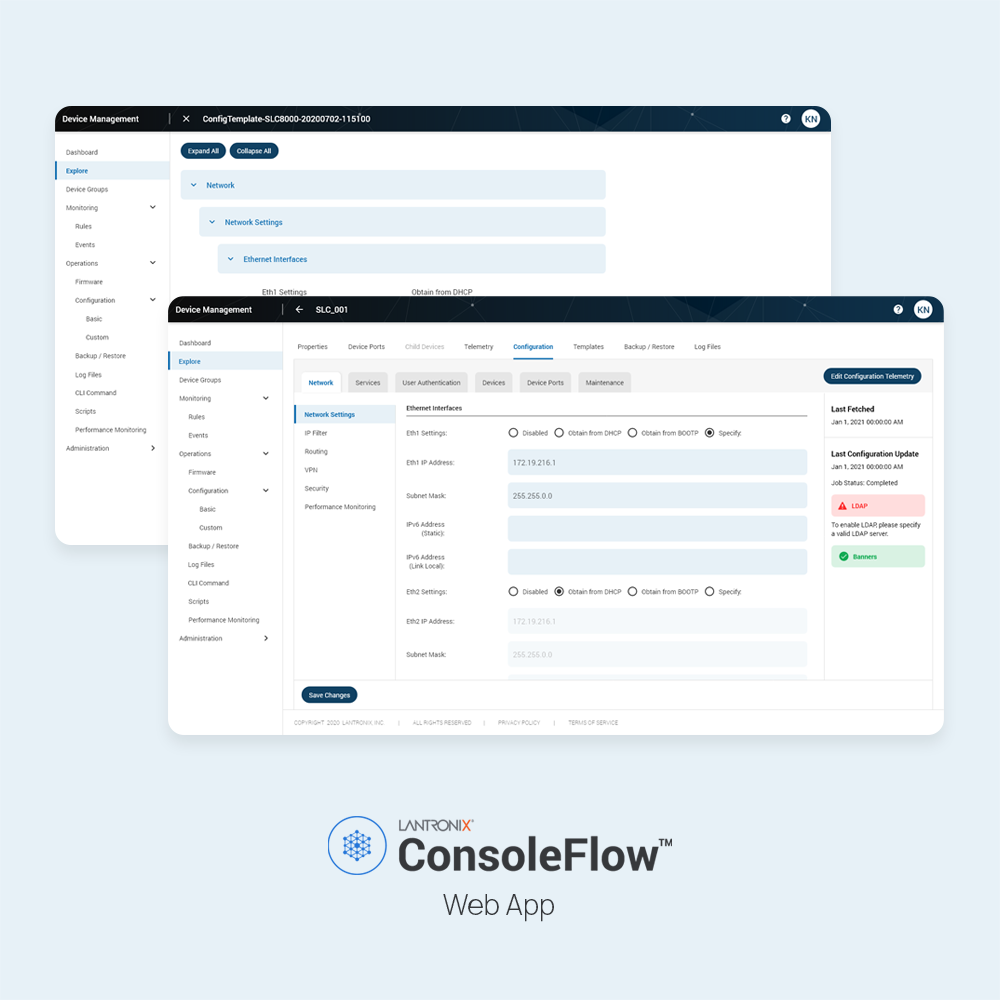 Device Management
ConfigTemplate-SLC8000-20200702-115100
?
KN
Dashboard
Explore
Device Groups
Monitoring
Rules
Events
Operations
Firmware
Configuration
Basic
Custom
Backup / Restore
Log Files
CLI Command
Scripts
Performance Monitoring
Administration
Expand All
Collapse All
Network
Network Settings
Ethernet Interfaces
Eth1 Settings
Obtain from DHCP
Device Management
SLC_001
?
KN
Dashboard
Explore
Device Groups
Monitoring
Rules
Events
Operations
Firmware
Configuration
Basic
Custom
Backup / Restore
Log Files
CLI Command
Scripts
Performance Monitoring
Administration
Properties
Device Ports
Child Devices
Telemetry
Configuration
Templates
Backup / Restore
Log Files
Network
Services
User Authentication
Devices
Device Ports
Maintenance
Edit Configuration Telemetry
Network Settings
IP Filter
Routing
VPN
Security
Performance Monitoring
Ethernet Interfaces
Eth1 Settings: Disabled Obtain from DHCP Obtain from BOOTP Specify:
Eth1 IP Address: 172.19.216.1
Subnet Mask: 255.255.0.0
IPv6 Address
(Static):
IPv6 Address
(Link Local):
Eth2 Settings: Disabled Obtain from DHCP Obtain from BOOTP Specify:
Eth2 IP Address: 172.19.216.1
Subnet Mask: 255.255.0.0
Last Fetched
Jan 1, 2021 00:00:00 AM
Last Configuration Update
Jan 1, 2021 00:00:00 AM
Job Status: Completed
LDAP
To enable LDAP, please specify
a valid LDAP server.
Banners
Save Changes
COPYRIGHT 2020 LANTRONIX, INC. | ALL RIGHTS RESERVED | PRIVACY POLICY | TERMS OF SERVICE
LANTRONIX®
ConsoleFlow™
Web App